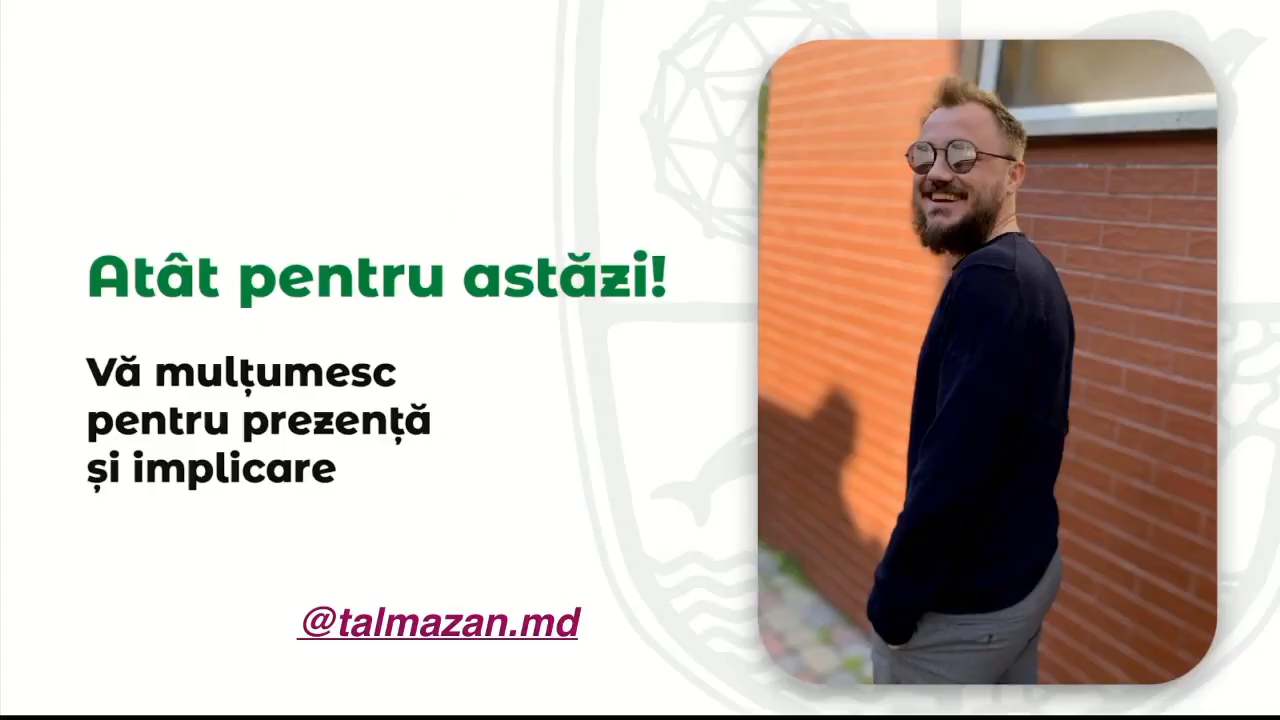 Atât pentru astăzi!
Vă mulțumesc
pentru prezență
și implicare
@talmazan.md